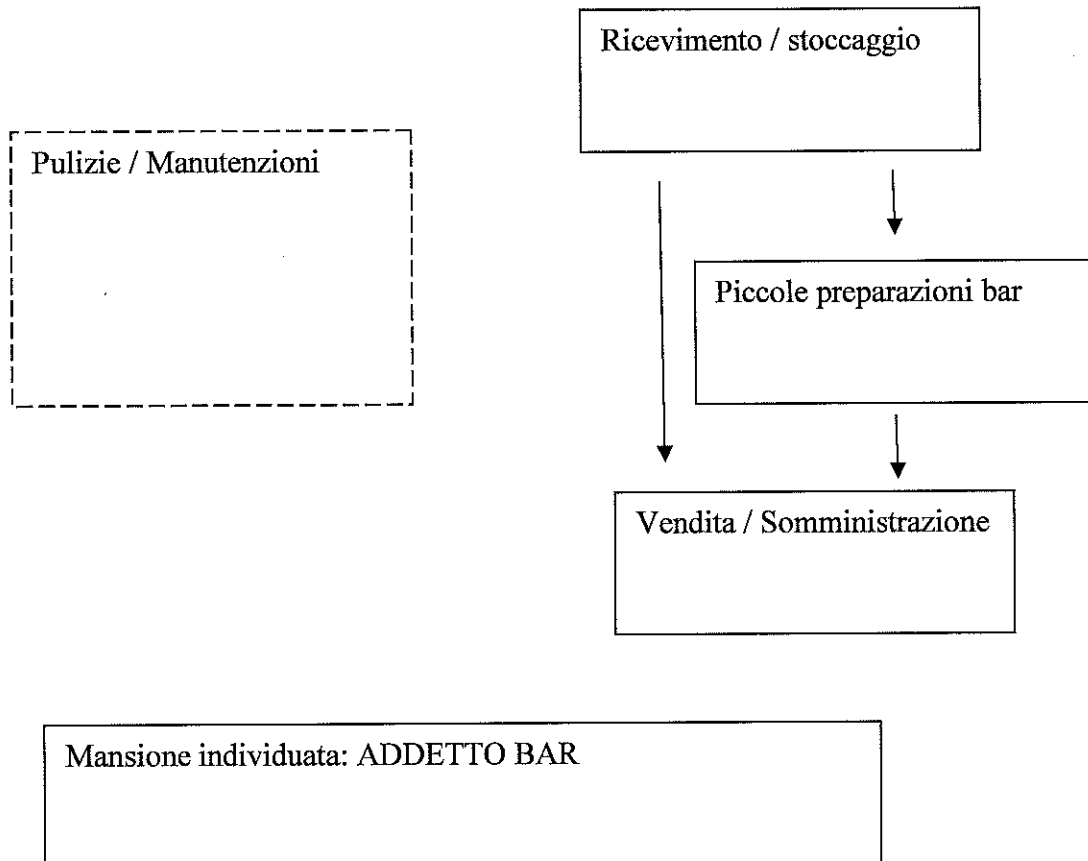 Ricevimento / stoccaggio
Pulizie / Manutenzioni
Piccole preparazioni bar
Vendita / Somministrazione
Mansione individuata: ADDETTO BAR